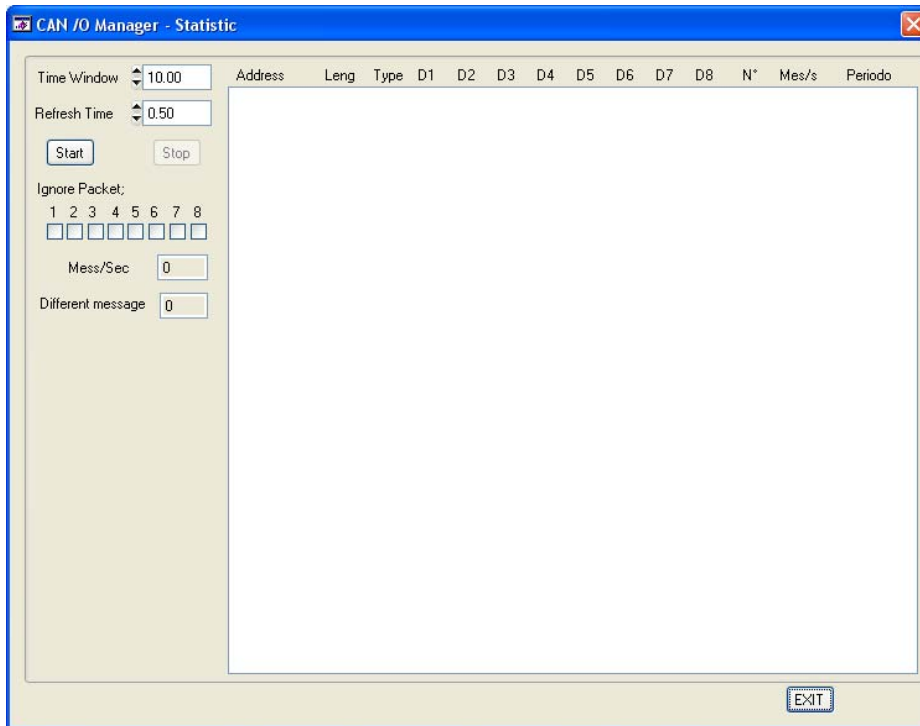 CAN /O Manager - Statistic
Time Window 10.00
Address Leng Type D1 D2 D3 D4 D5 D6 D7 D8 N° Mes/s Periodo
Refresh Time 0.50
Start Stop
Ignore Packet;
1 2 3 4 5 6 7 8
Mess/Sec 0
Different message 0
EXIT